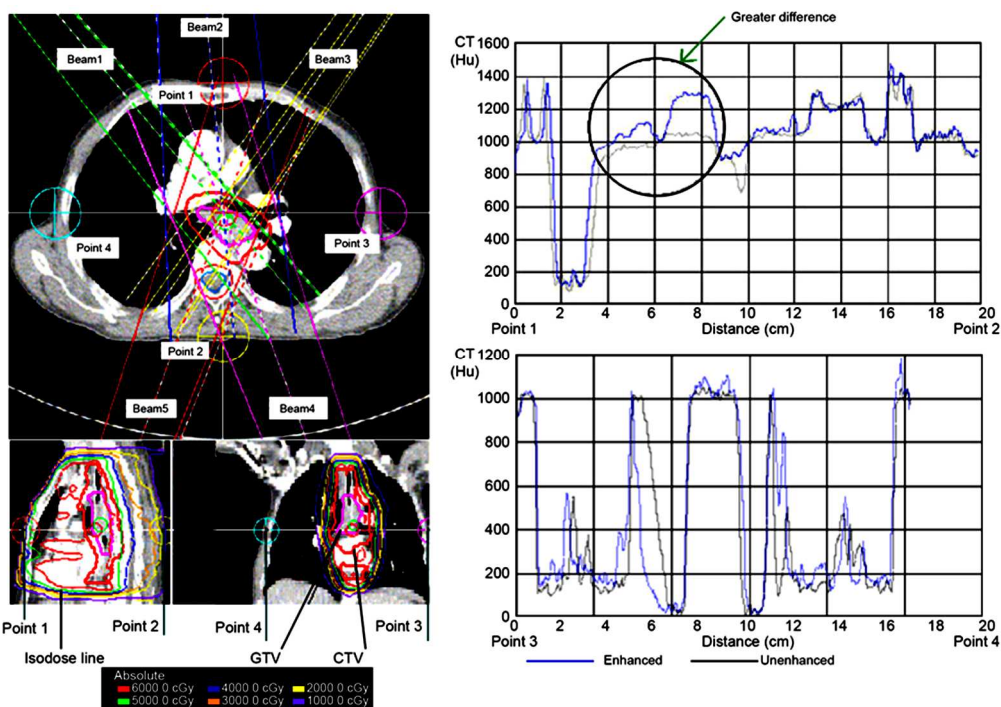 Beam1
Beam2
Beam3
Point 1
Point 4
Point 3
Point 2
Beam5
Beam4
Point 1
Point 2
Point 4
Point 3
Isodose line
GTV
CTV
Absolute
6000 0 cGy
4000 0 cGy
2000 0 cGy
5000 0 cGy
3000 0 cGy
1000 0 cGy
Greater difference
CT
(Hu)
1600
1400
1200
1000
800
600
400
200
0
0 2 4 6 8 10 12 14 16 18 20
Point 1
Distance (cm)
Point 2
CT
(Hu)
1200
1000
800
600
400
200
0
0 2 4 6 8 10 12 14 16 18 20
Point 3
Distance (cm)
Point 4
Enhanced
Unenhanced